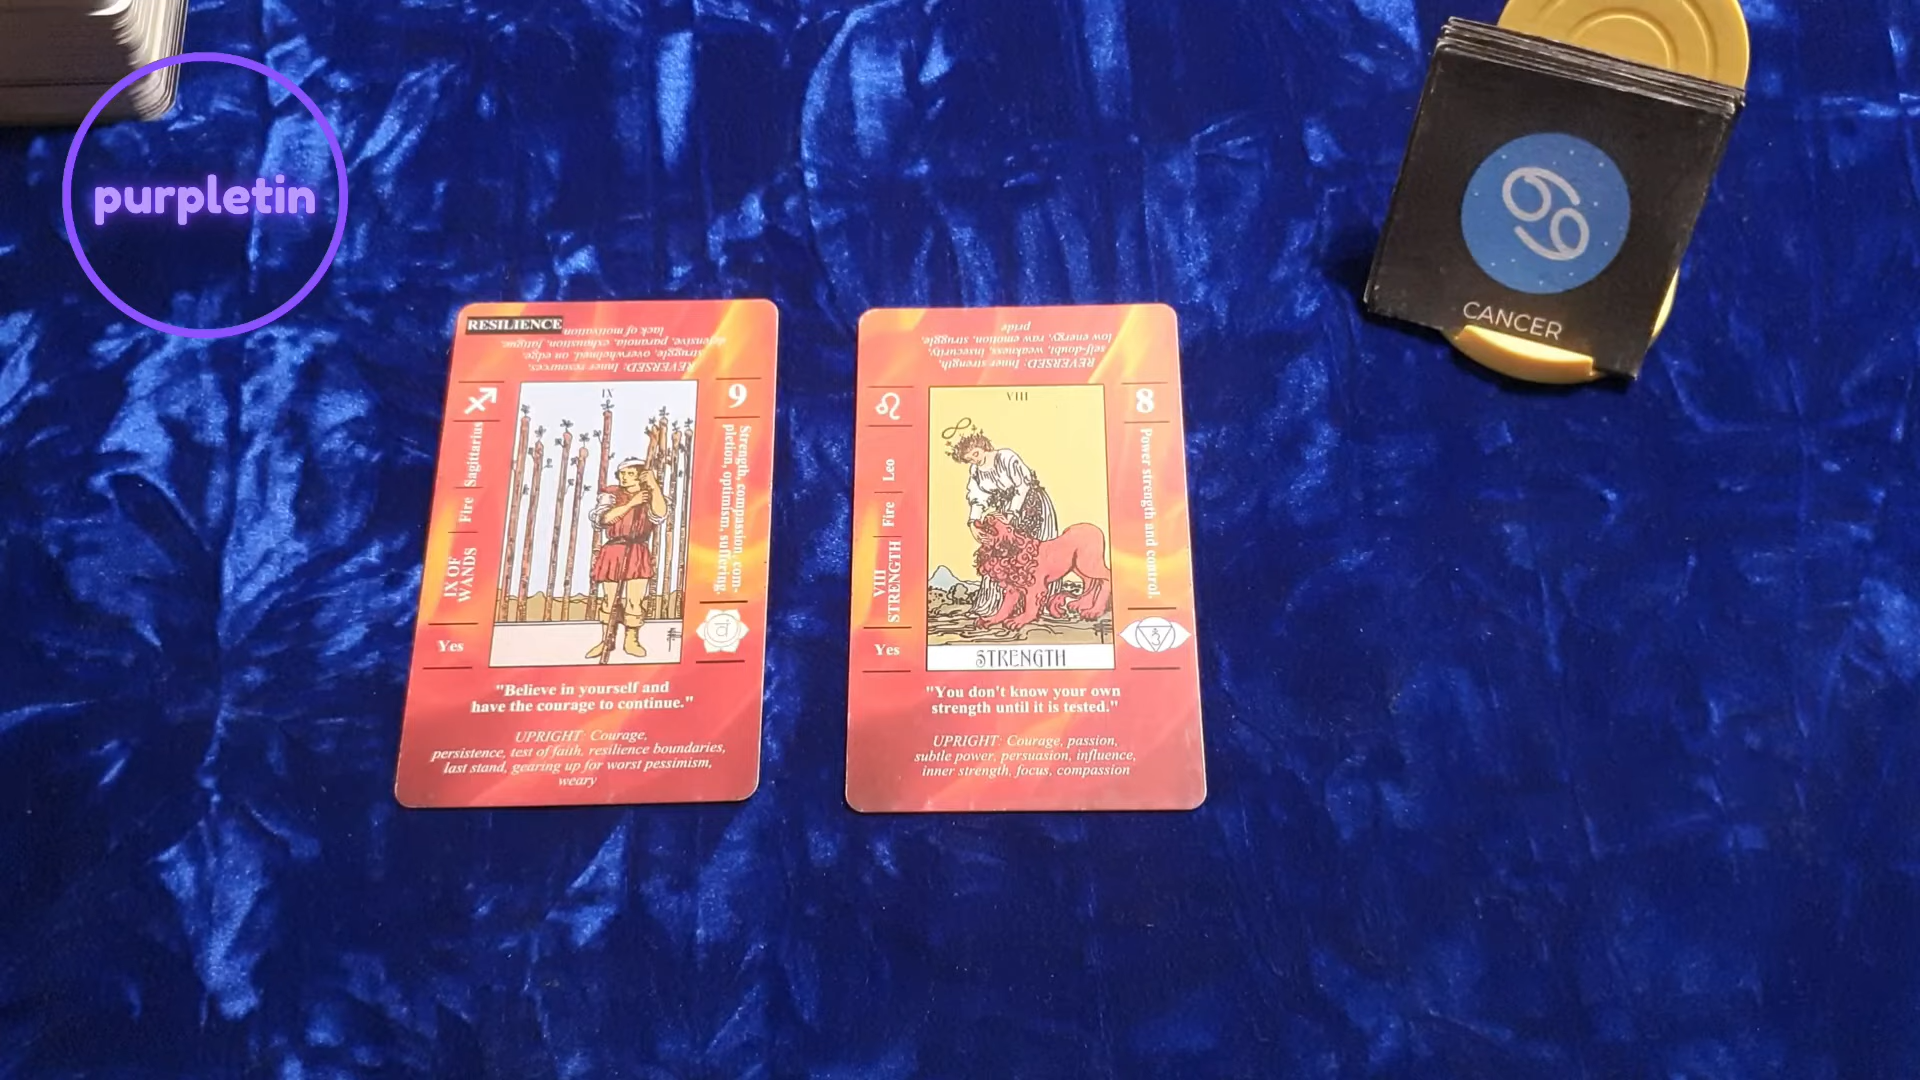 purpletin
CANCER
RESILIENCE
REVERSED: Inner resources,
struggle, overwhelmed, on edge,
defensive, paranoia, exhaustion, fatigue,
lack of motivation
Sagittarius
Fire
IX OF
WANDS
Yes
IX
9
Strength, compassion, com-
pletion, optimism, suffering.
"Believe in yourself and
have the courage to continue."
UPRIGHT: Courage,
persistence, test of faith, resilience boundaries,
last stand, gearing up for worst pessimism,
weary
REVERSED: Inner strength,
self-doubt, weakness, insecurity,
low energy, raw emotion, struggle,
pride
Leo
Fire
VIII
STRENGTH
Yes
VIII
STRENGTH
8
Power strength and control.
"You don't know your own
strength until it is tested."
UPRIGHT: Courage, passion,
subtle power, persuasion, influence,
inner strength, focus, compassion